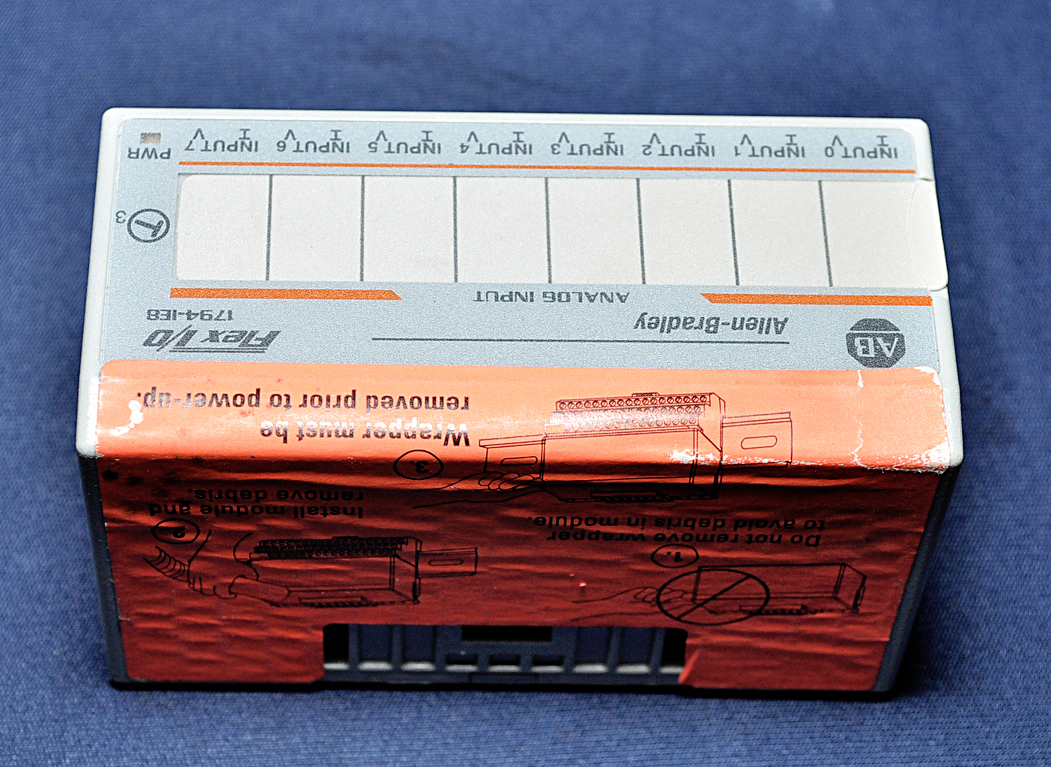 AB
Allen-Bradley
Flex I/O
1794-IE8
ANALOG INPUT
3
INPUT 0
V I
INPUT 1
V I
INPUT 2
V I
INPUT 3
V I
INPUT 4
V I
INPUT 5
V I
INPUT 6
V I
INPUT 7
V I
PWR
1.
Do not remove wrapper
to avoid debris in module.
2.
Install module and
remove debris.
3.
Wrapper must be
removed prior to power-up.